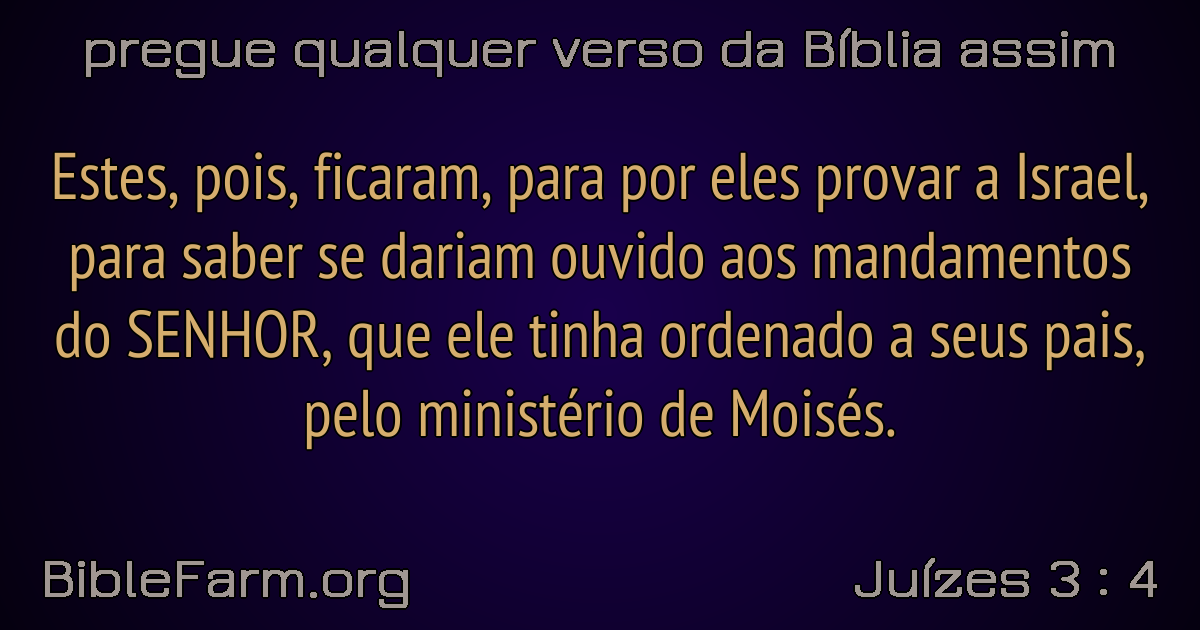 pregue qualquer verso da Bíblia assim
Estes, pois, ficaram, para por eles provar a Israel,
para saber se dariam ouvido aos mandamentos
do SENHOR, que ele tinha ordenado a seus pais,
pelo ministério de Moisés.
BibleFarm.org
Juízes 3 : 4